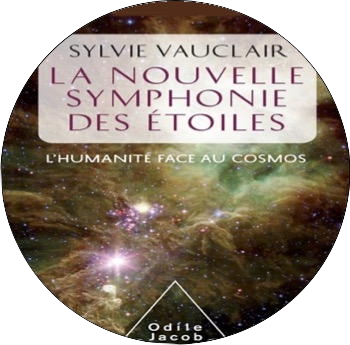 SYLVIE VAUCLAIR
LA NOUVELLE
SYMPHONIE
DES ÉTOILES
L'HUMANITÉ FACE AU COSMOS
Odile
Jacob